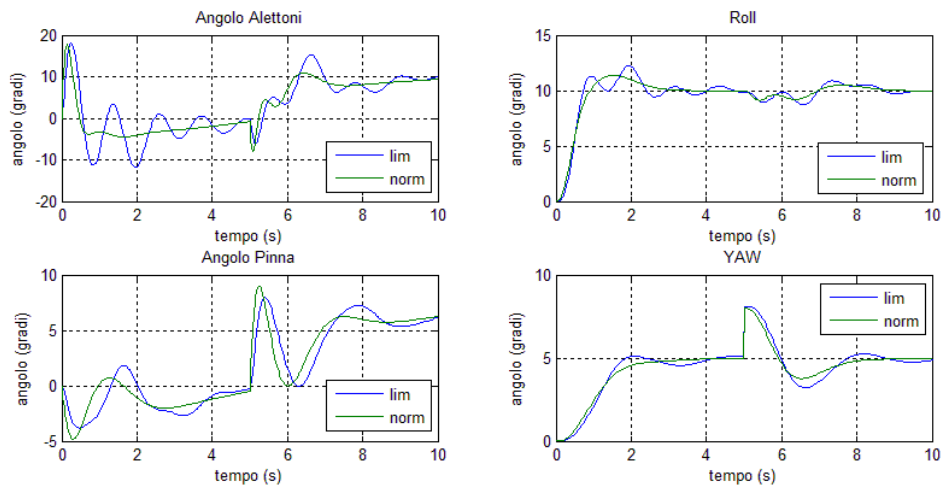 Angolo Alettoni
20
10
0
-10
-20
angolo (gradi)
0 2 4 6 8 10
tempo (s)
lim
norm
Roll
15
10
5
0
angolo (gradi)
0 2 4 6 8 10
tempo (s)
lim
norm
Angolo Pinna
10
5
0
-5
angolo (gradi)
0 2 4 6 8 10
tempo (s)
lim
norm
YAW
10
5
0
angolo (gradi)
0 2 4 6 8 10
tempo (s)
lim
norm